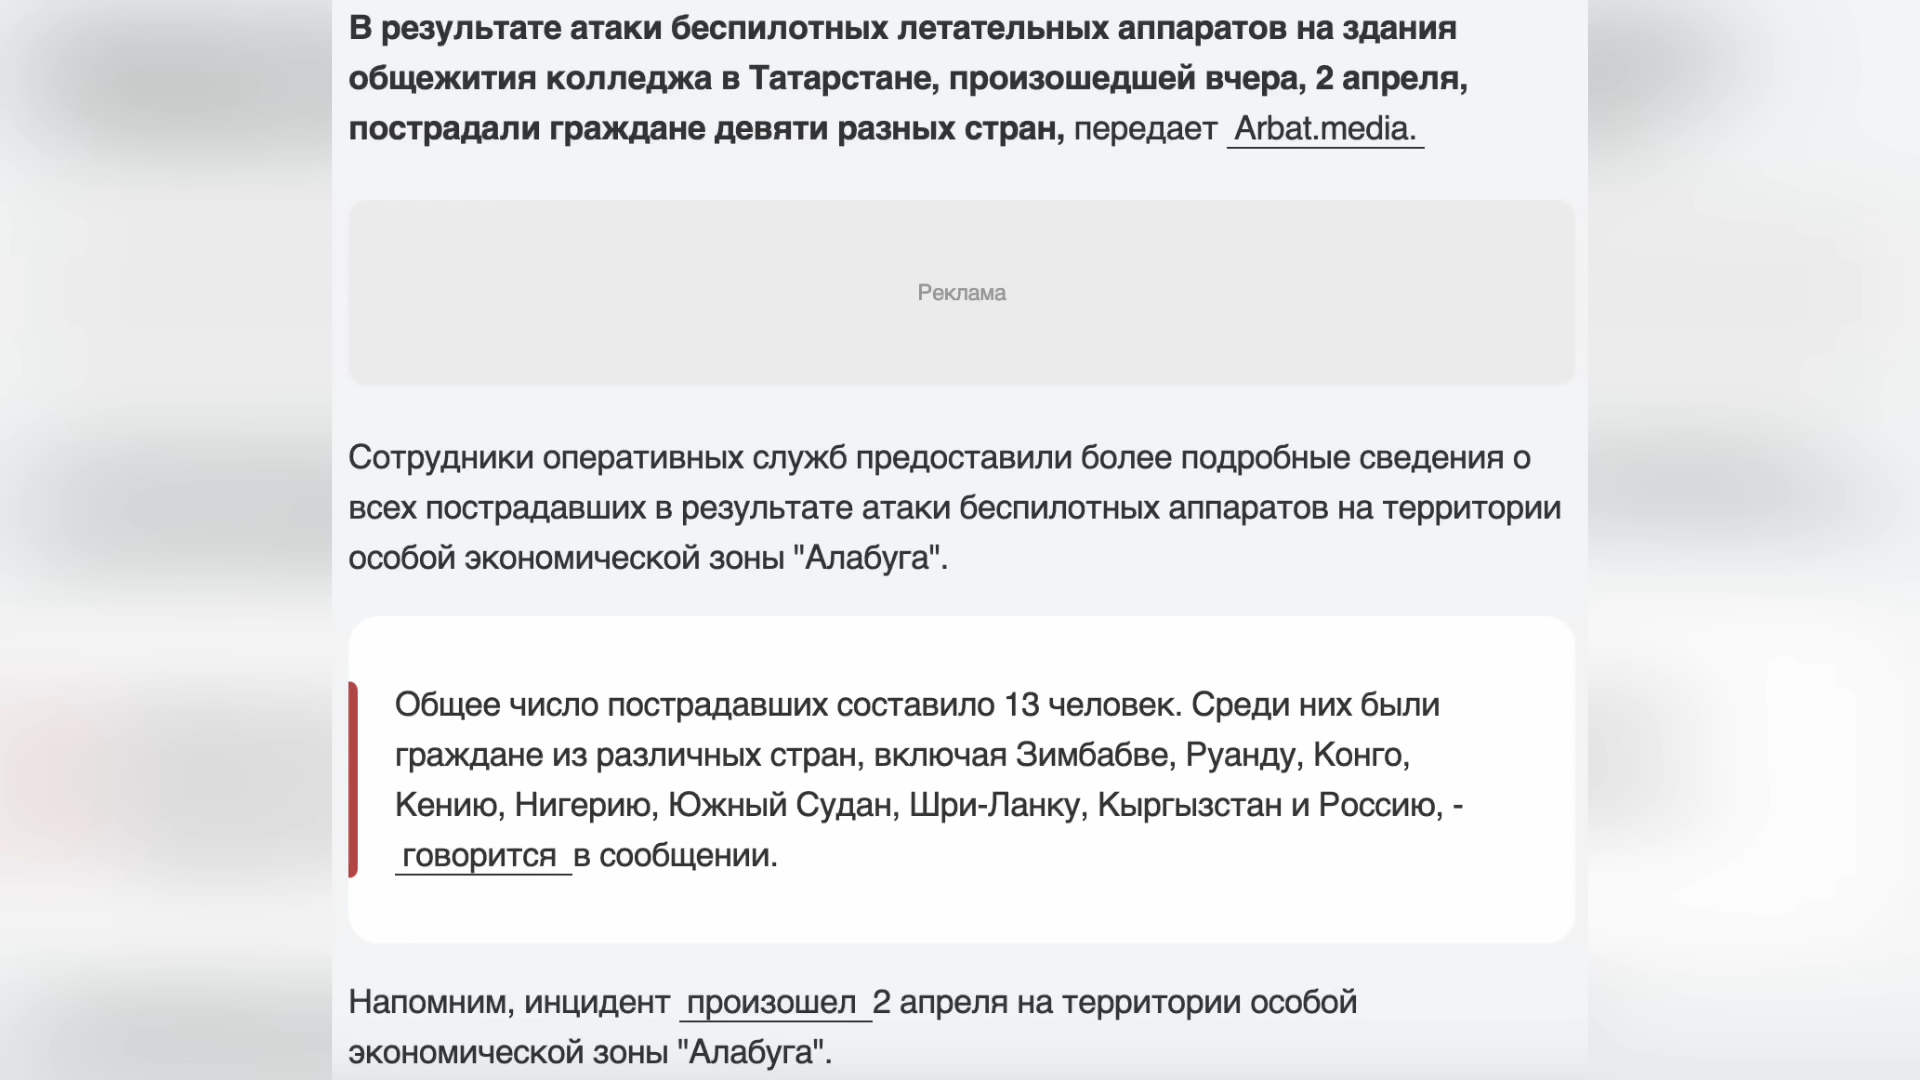 В результате атаки беспилотных летательных аппаратов на здания
общежития колледжа в Татарстане, произошедшей вчера, 2 апреля,
пострадали граждане девяти разных стран, передает Arbat.media.
Реклама
Сотрудники оперативных служб предоставили более подробные сведения о
всех пострадавших в результате атаки беспилотных аппаратов на территории
особой экономической зоны "Алабуга".
Общее число пострадавших составило 13 человек. Среди них были
граждане из различных стран, включая Зимбабве, Руанду, Конго,
Кению, Нигерию, Южный Судан, Шри-Ланку, Кыргызстан и Россию, -
говорится в сообщении.
Напомним, инцидент произошел 2 апреля на территории особой
экономической зоны "Алабуга".